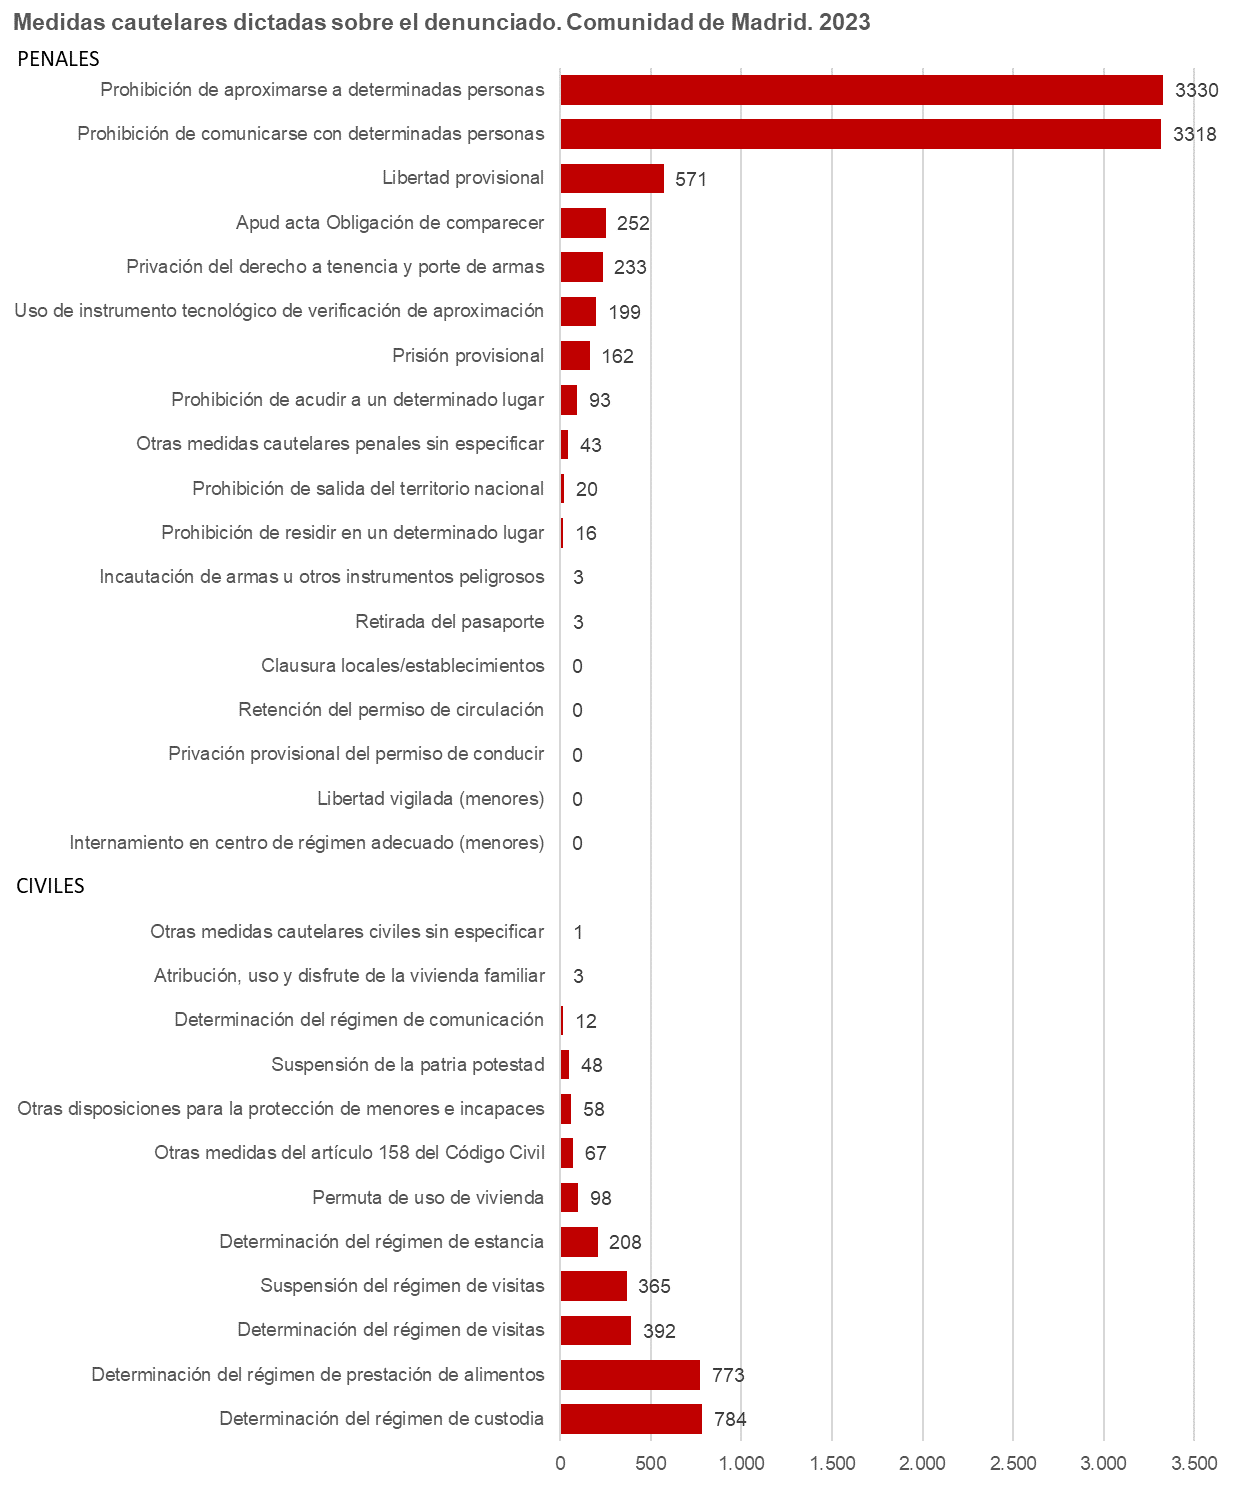 Medidas cautelares dictadas sobre el denunciado. Comunidad de Madrid. 2023
PENALES
Prohibición de aproximarse a determinadas personas 3330
Prohibición de comunicarse con determinadas personas 3318
Libertad provisional 571
Apud acta Obligación de comparecer 252
Privación del derecho a tenencia y porte de armas 233
Uso de instrumento tecnológico de verificación de aproximación 199
Prisión provisional 162
Prohibición de acudir a un determinado lugar 93
Otras medidas cautelares penales sin especificar 43
Prohibición de salida del territorio nacional 20
Prohibición de residir en un determinado lugar 16
Incautación de armas u otros instrumentos peligrosos 3
Retirada del pasaporte 3
Clausura locales/establecimientos 0
Retención del permiso de circulación 0
Privación provisional del permiso de conducir 0
Libertad vigilada (menores) 0
Internamiento en centro de régimen adecuado (menores) 0
CIVILES
Otras medidas cautelares civiles sin especificar 1
Atribución, uso y disfrute de la vivienda familiar 3
Determinación del régimen de comunicación 12
Suspensión de la patria potestad 48
Otras disposiciones para la protección de menores e incapaces 58
Otras medidas del artículo 158 del Código Civil 67
Permuta de uso de vivienda 98
Determinación del régimen de estancia 208
Suspensión del régimen de visitas 365
Determinación del régimen de visitas 392
Determinación del régimen de prestación de alimentos 773
Determinación del régimen de custodia 784
0 500 1.000 1.500 2.000 2.500 3.000 3.500